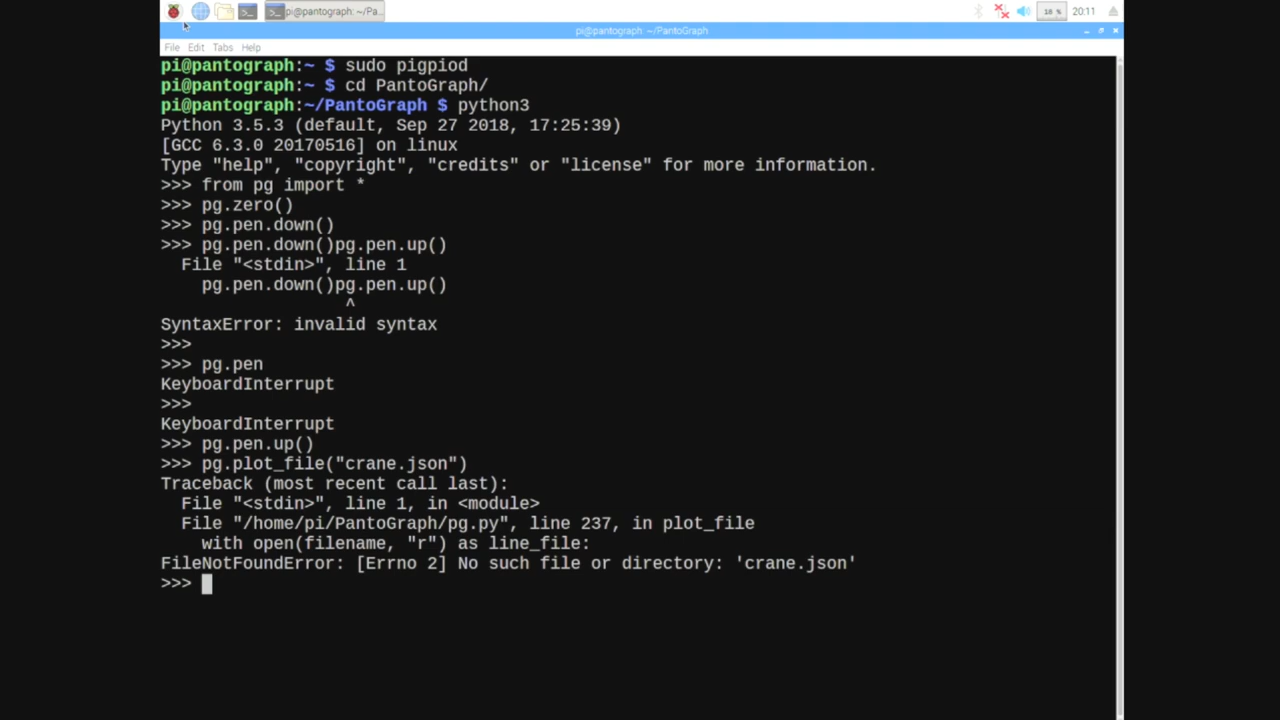 pi@pantograph: ~/Pa...
18 %
20:11
pi@pantograph: ~/PantoGraph
File Edit Tabs Help
pi@pantograph:~ $ sudo pigpiod
pi@pantograph:~ $ cd PantoGraph/
pi@pantograph:~/PantoGraph $ python3
Python 3.5.3 (default, Sep 27 2018, 17:25:39)
[GCC 6.3.0 20170516] on linux
Type "help", "copyright", "credits" or "license" for more information.
>>> from pg import *
>>> pg.zero()
>>> pg.pen.down()
>>> pg.pen.down()pg.pen.up()
  File "<stdin>", line 1
    pg.pen.down()pg.pen.up()
                  ^
SyntaxError: invalid syntax
>>>
>>> pg.pen
KeyboardInterrupt
>>>
KeyboardInterrupt
>>> pg.pen.up()
>>> pg.plot_file("crane.json")
Traceback (most recent call last):
  File "<stdin>", line 1, in <module>
  File "/home/pi/PantoGraph/pg.py", line 237, in plot_file
    with open(filename, "r") as line_file:
FileNotFoundError: [Errno 2] No such file or directory: 'crane.json'
>>>